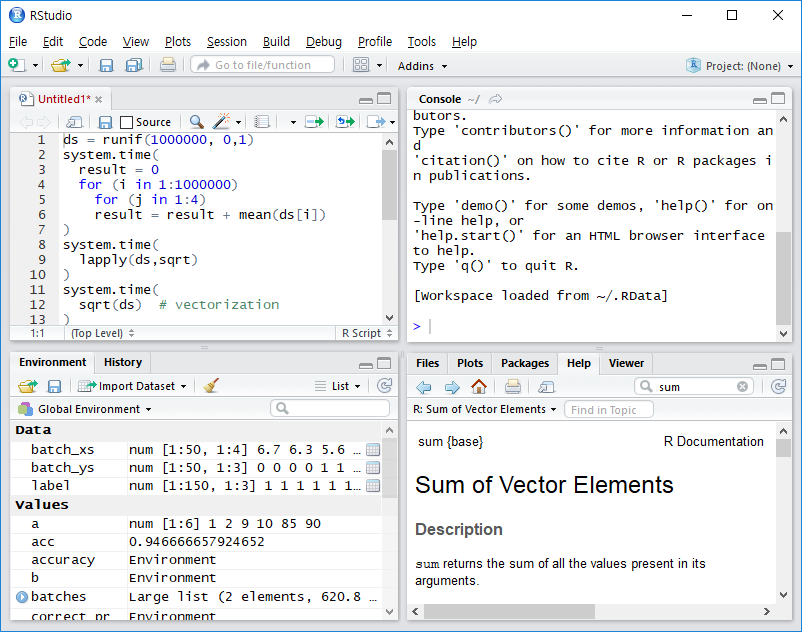 RStudio
File Edit Code View Plots Session Build Debug Profile Tools Help
Go to file/function Addins Project: (None)
Untitled1*
Source
1 ds = runif(1000000, 0,1)
2 system.time(
3 result = 0
4 for (i in 1:1000000)
5 for (j in 1:4)
6 result = result + mean(ds[i])
7 )
8 system.time(
9 lapply(ds,sqrt)
10 )
11 system.time(
12 sqrt(ds) # vectorization
13 )
1:1 (Top Level) R Script
Console ~/
butors.
Type 'contributors()' for more information an
d
'citation()' on how to cite R or R packages i
n publications.
Type 'demo()' for some demos, 'help()' for on
-line help, or
'help.start()' for an HTML browser interface
to help.
Type 'q()' to quit R.
[Workspace loaded from ~/.RData]
>
Environment History
Import Dataset List
Global Environment
Data
batch_xs num [1:50, 1:4] 6.7 6.3 5.6 …
batch_ys num [1:50, 1:3] 0 0 0 0 1 1 …
label num [1:150, 1:3] 1 1 1 1 1 1…
Values
a num [1:6] 1 2 9 10 85 90
acc 0.946666657924652
accuracy Environment
b Environment
batches Large list (2 elements, 620.8 …
correct_pr Environment
Files Plots Packages Help Viewer
sum
R: Sum of Vector Elements Find in Topic
sum {base} R Documentation
Sum of Vector Elements
Description
sum returns the sum of all the values present in its
arguments.